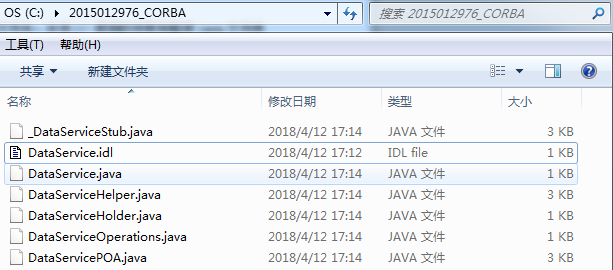 OS (C:) 2015012976_CORBA 搜索 2015012976_CORBA
工具(T) 帮助(H)
共享 新建文件夹
名称 修改日期 类型 大小
_DataServiceStub.java 2018/4/12 17:14 JAVA 文件 3 KB
DataService.idl 2018/4/12 17:12 IDL file 1 KB
DataService.java 2018/4/12 17:14 JAVA 文件 1 KB
DataServiceHelper.java 2018/4/12 17:14 JAVA 文件 3 KB
DataServiceHolder.java 2018/4/12 17:14 JAVA 文件 1 KB
DataServiceOperations.java 2018/4/12 17:14 JAVA 文件 1 KB
DataServicePOA.java 2018/4/12 17:14 JAVA 文件 3 KB